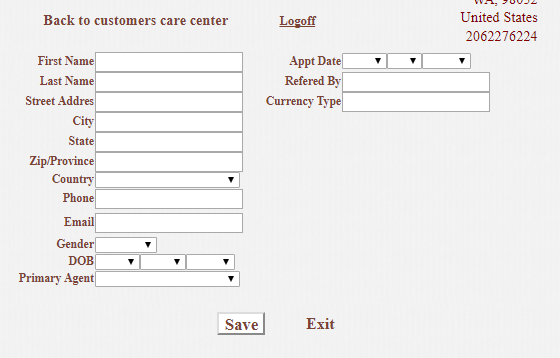 WA, 98052
Back to customers care center Logoff United States
2062276224
First Name Appt Date
Last Name Refered By
Street Addres Currency Type
City
State
Zip/Province
Country
Phone
Email
Gender
DOB
Primary Agent
Save Exit